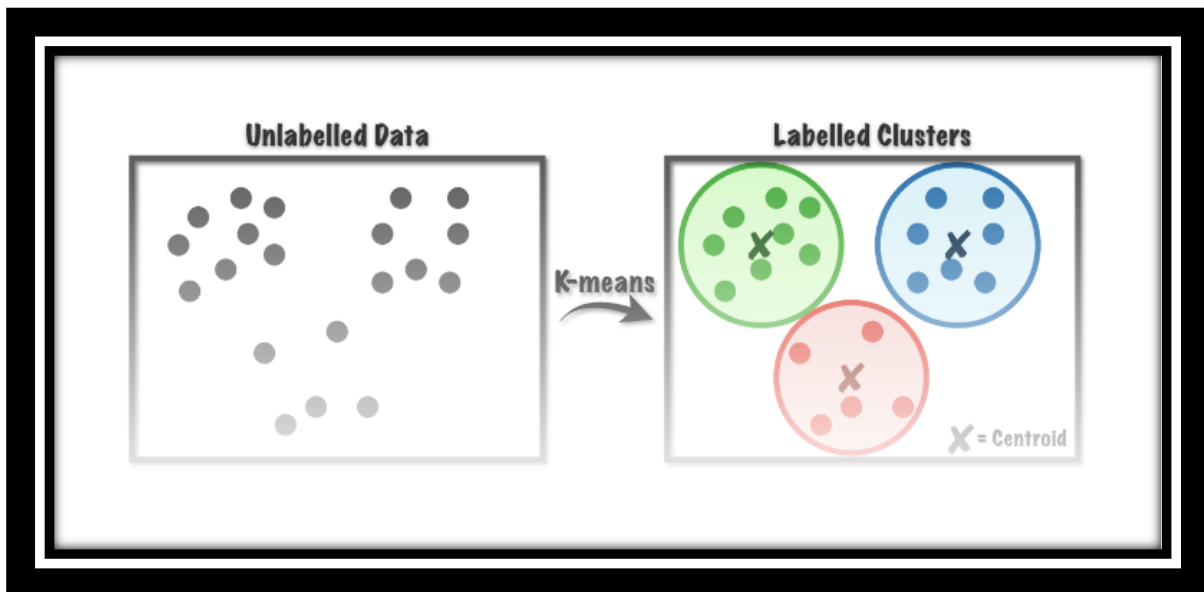 Unlabelled Data
Labelled Clusters
K-means
X = Centroid